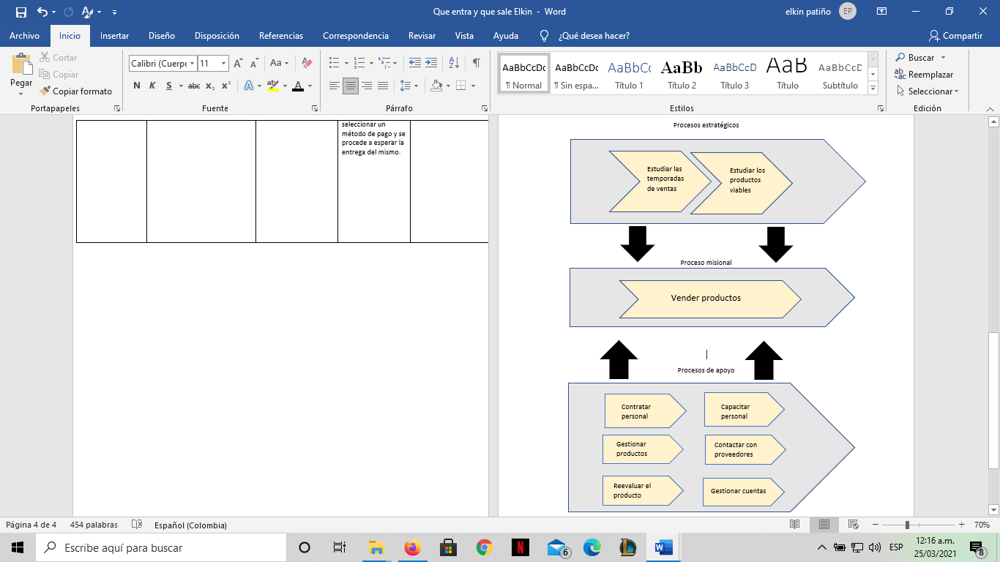 Que entra y que sale Elkin - Word
elkin patiño
EP
Archivo
Inicio
Insertar
Diseño
Disposición
Referencias
Correspondencia
Revisar
Vista
Ayuda
¿Qué desea hacer?
Compartir
Pegar
Cortar
Copiar
Copiar formato
Portapapeles
Calibri (Cuerpo
11
Aa
N K S abc x₂ x²
A
A
Fuente
Párrafo
AaBbCcDc
¶ Normal
AaBbCcDc
¶ Sin espa...
AaBbCc
Título 1
AaBb
Título 2
AaBbCcD
Título 3
AaB
Título
AaBbCcD
Subtítulo
Estilos
Buscar
Reemplazar
Seleccionar
Edición
seleccionar un
método de pago y se
procede a esperar la
entrega del mismo.
Procesos estratégicos
Estudiar las
temporadas
de ventas
Estudiar los
productos
viables
Proceso misional
Vender productos
Procesos de apoyo
Contratar
personal
Capacitar
personal
Gestionar
productos
Contactar con
proveedores
Reevaluar el
producto
Gestionar cuentas
Página 4 de 4
454 palabras
Español (Colombia)
70%
Escribe aquí para buscar
6
ESP
12:16 a.m.
25/03/2021
8